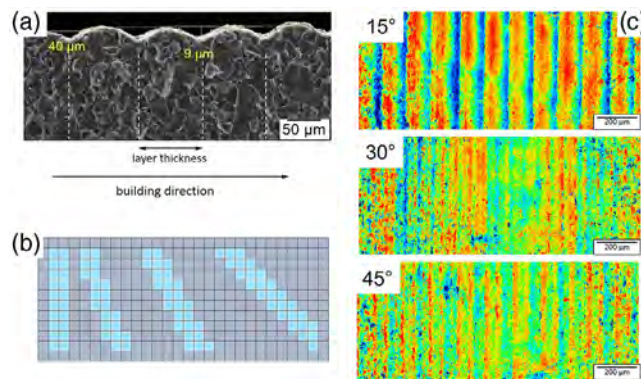 (a)
40 µm
9 µm
50 µm
layer thickness
building direction
(b)
15°
(c)
200 µm
30°
200 µm
45°
200 µm